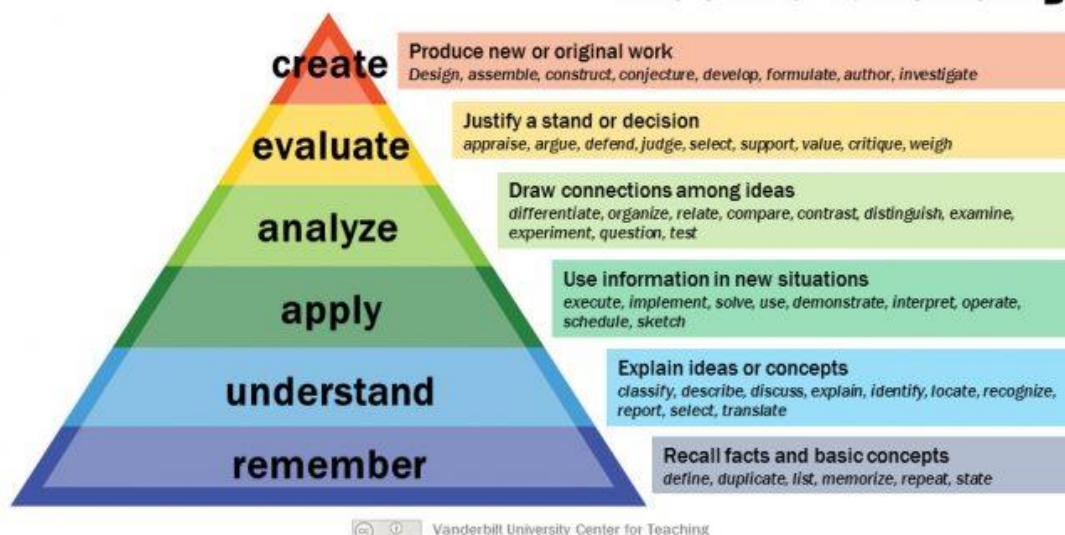 create
Produce new or original work
Design, assemble, construct, conjecture, develop, formulate, author, investigate
evaluate
Justify a stand or decision
appraise, argue, defend, judge, select, support, value, critique, weigh
analyze
Draw connections among ideas
differentiate, organize, relate, compare, contrast, distinguish, examine,
experiment, question, test
apply
Use information in new situations
execute, implement, solve, use, demonstrate, interpret, operate,
schedule, sketch
understand
Explain ideas or concepts
classify, describe, discuss, explain, identify, locate, recognize,
report, select, translate
remember
Recall facts and basic concepts
define, duplicate, list, memorize, repeat, state
cc
Vanderbilt University Center for Teaching